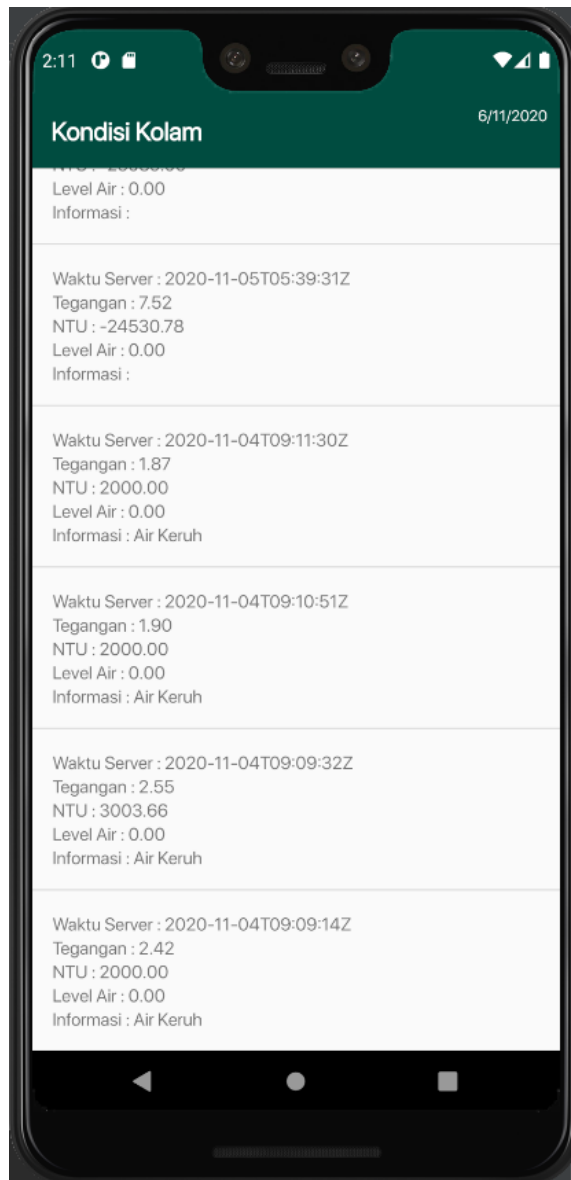 2:11
6/11/2020
Kondisi Kolam
Level Air : 0.00
Informasi :
Waktu Server : 2020-11-05T05:39:31Z
Tegangan : 7.52
NTU : -24530.78
Level Air : 0.00
Informasi :
Waktu Server : 2020-11-04T09:11:30Z
Tegangan : 1.87
NTU : 2000.00
Level Air : 0.00
Informasi : Air Keruh
Waktu Server : 2020-11-04T09:10:51Z
Tegangan : 1.90
NTU : 2000.00
Level Air : 0.00
Informasi : Air Keruh
Waktu Server : 2020-11-04T09:09:32Z
Tegangan : 2.55
NTU : 3003.66
Level Air : 0.00
Informasi : Air Keruh
Waktu Server : 2020-11-04T09:09:14Z
Tegangan : 2.42
NTU : 2000.00
Level Air : 0.00
Informasi : Air Keruh